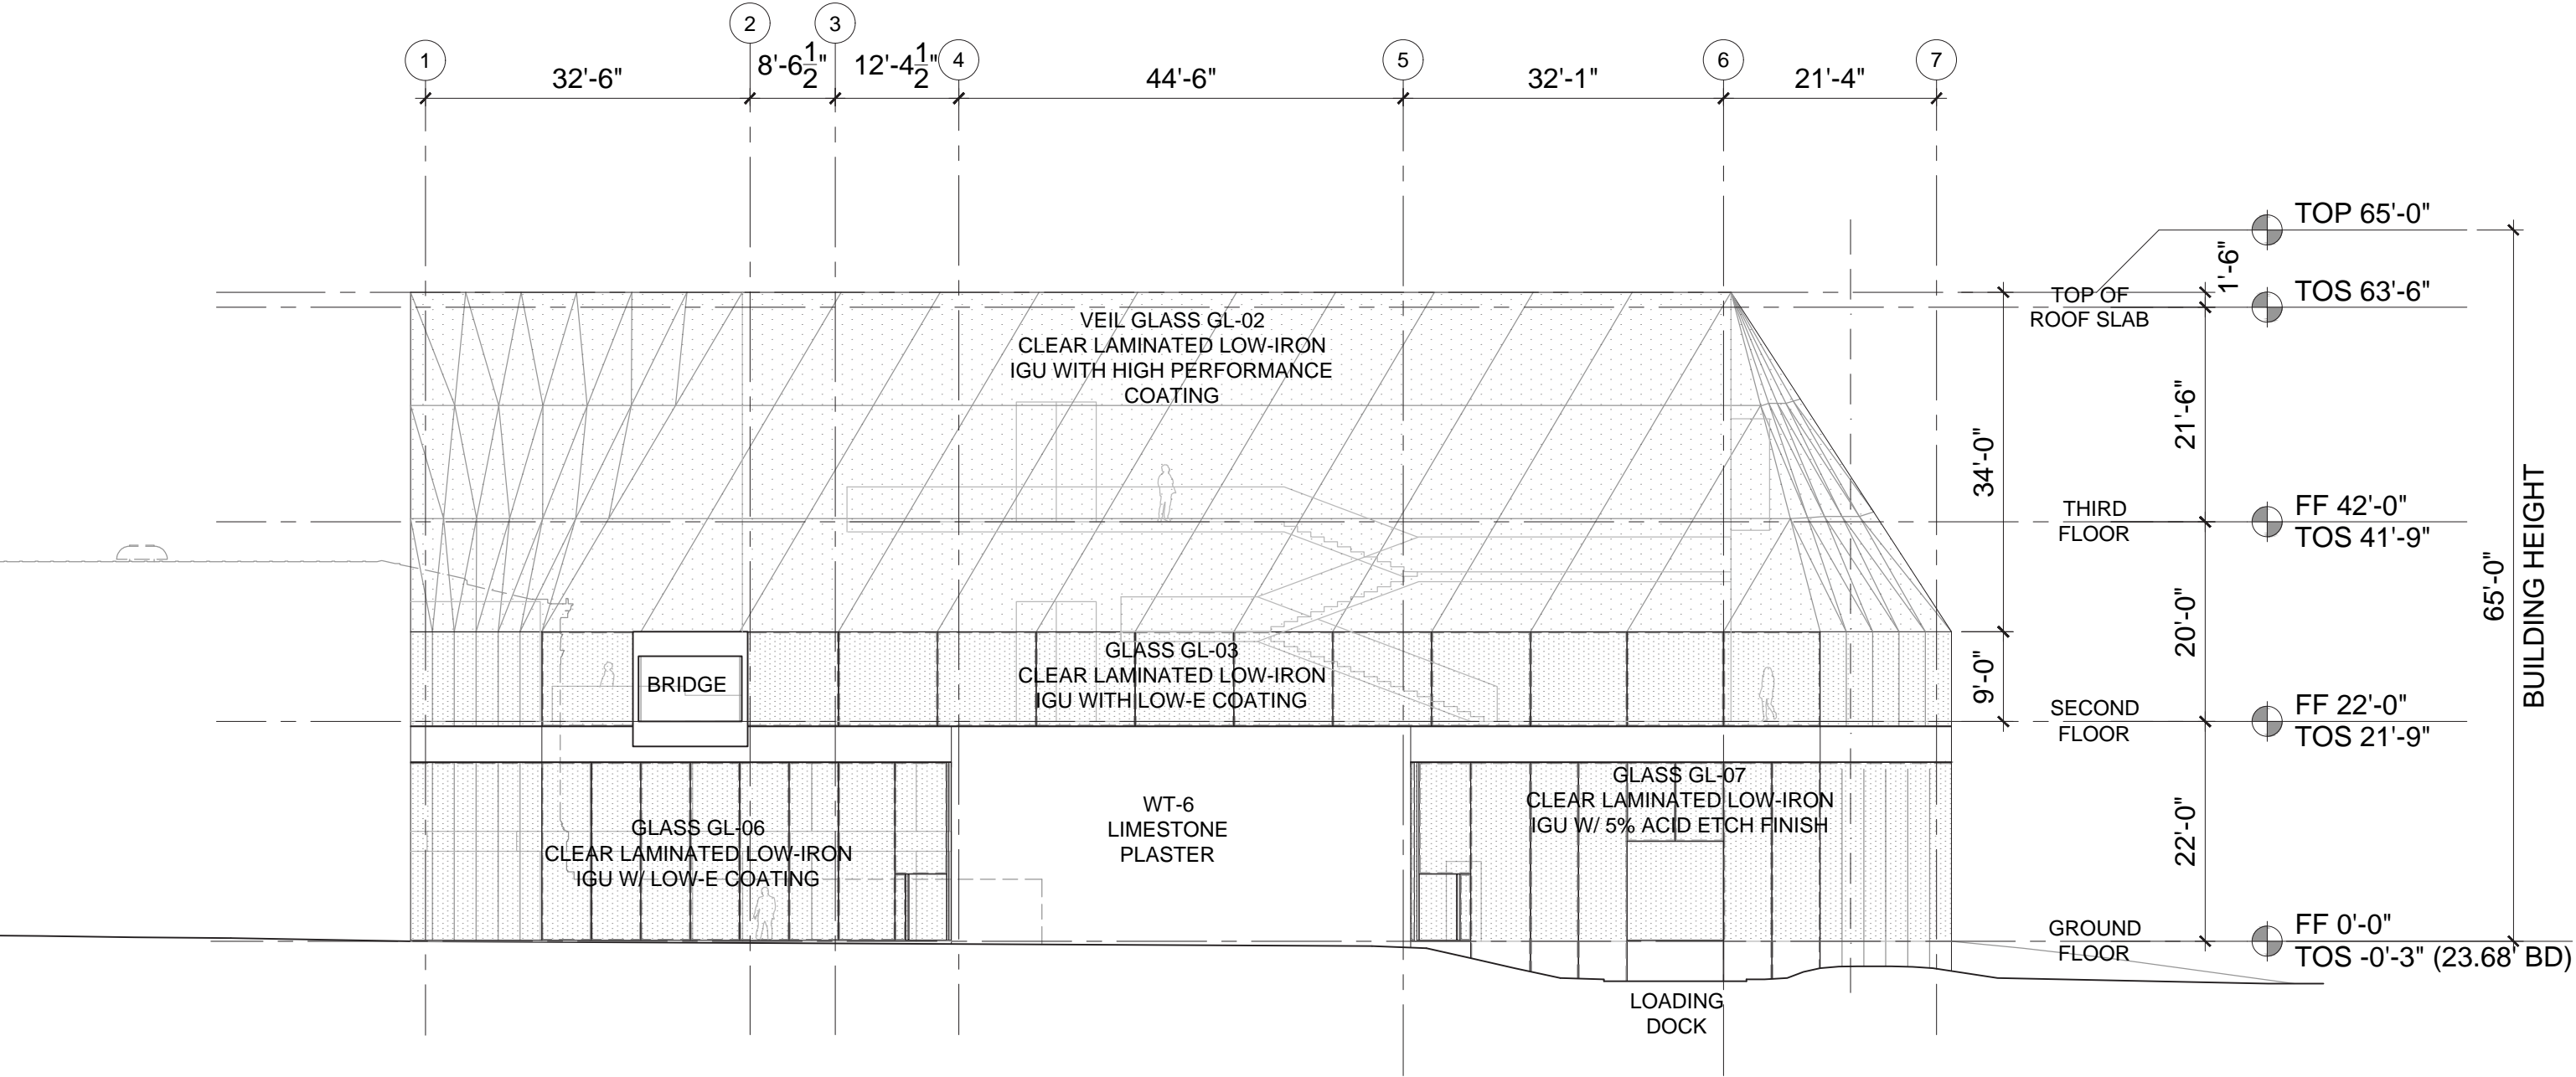 1
2
3
4
5
6
7
32'-6"
8'-6 1/2"
12'-4 1/2"
44'-6"
32'-1"
21'-4"
TOP 65'-0"
1'-6"
TOS 63'-6"
TOP OF
ROOF SLAB
VEIL GLASS GL-02
CLEAR LAMINATED LOW-IRON
IGU WITH HIGH PERFORMANCE
COATING
34'-0"
21'-6"
THIRD
FLOOR
FF 42'-0"
TOS 41'-9"
65'-0"
BUILDING HEIGHT
20'-0"
GLASS GL-03
CLEAR LAMINATED LOW-IRON
IGU WITH LOW-E COATING
BRIDGE
9'-0"
SECOND
FLOOR
FF 22'-0"
TOS 21'-9"
GLASS GL-06
CLEAR LAMINATED LOW-IRON
IGU W/ LOW-E COATING
WT-6
LIMESTONE
PLASTER
GLASS GL-07
CLEAR LAMINATED LOW-IRON
IGU W/ 5% ACID ETCH FINISH
22'-0"
GROUND
FLOOR
FF 0'-0"
TOS -0'-3" (23.68' BD)
LOADING
DOCK